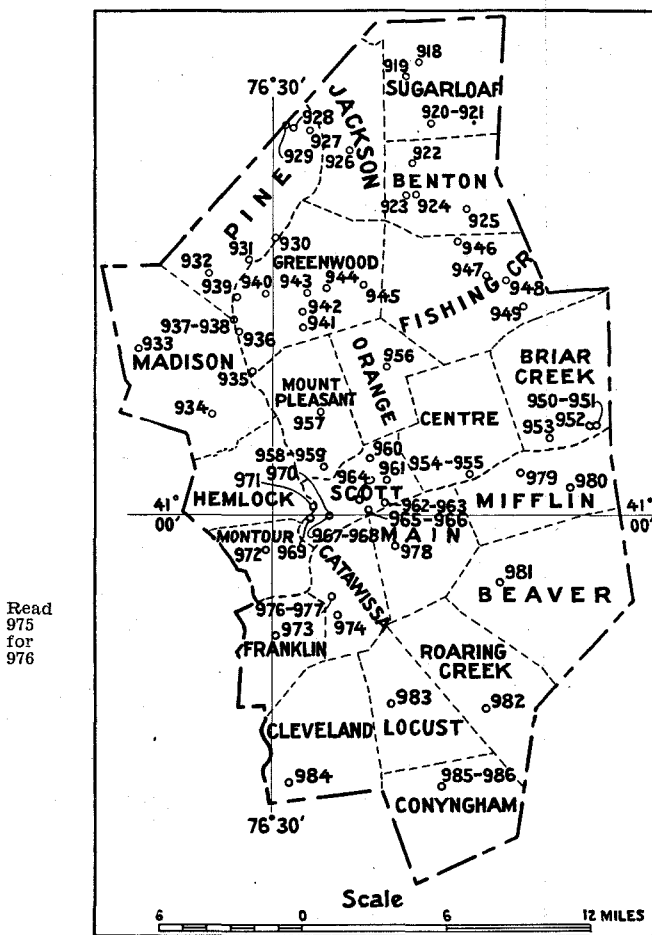 918
919
SUGARLOAF
76°30'
920-921
JACKSON
928
927
929
926
922
BENTON
923 924
925
PINE
930
931
946
GREENWOOD
932
947
948
FISHING CR.
939
940
943
944
945
949
942
941
937-938
936
933
MADISON
ORANGE
956
BRIAR
CREEK
935
MOUNT
PLEASANT
957
934
CENTRE
950-951
952
953
958-959
960
970
971
964
961
954-955
979
980
HEMLOCK
SCOTT
MIFFLIN
41°
00'
41°
00'
962-963
965-966
MONTOUR
972
969
967-968
MAIN
978
CATAWISSA
981
BEAVER
Read
975
for
976
976-977
973
974
FRANKLIN
ROARING
CREEK
983
982
CLEVELAND
LOCUST
984
985-986
CONYNGHAM
76°30'
Scale
6 0 6 12 MILES